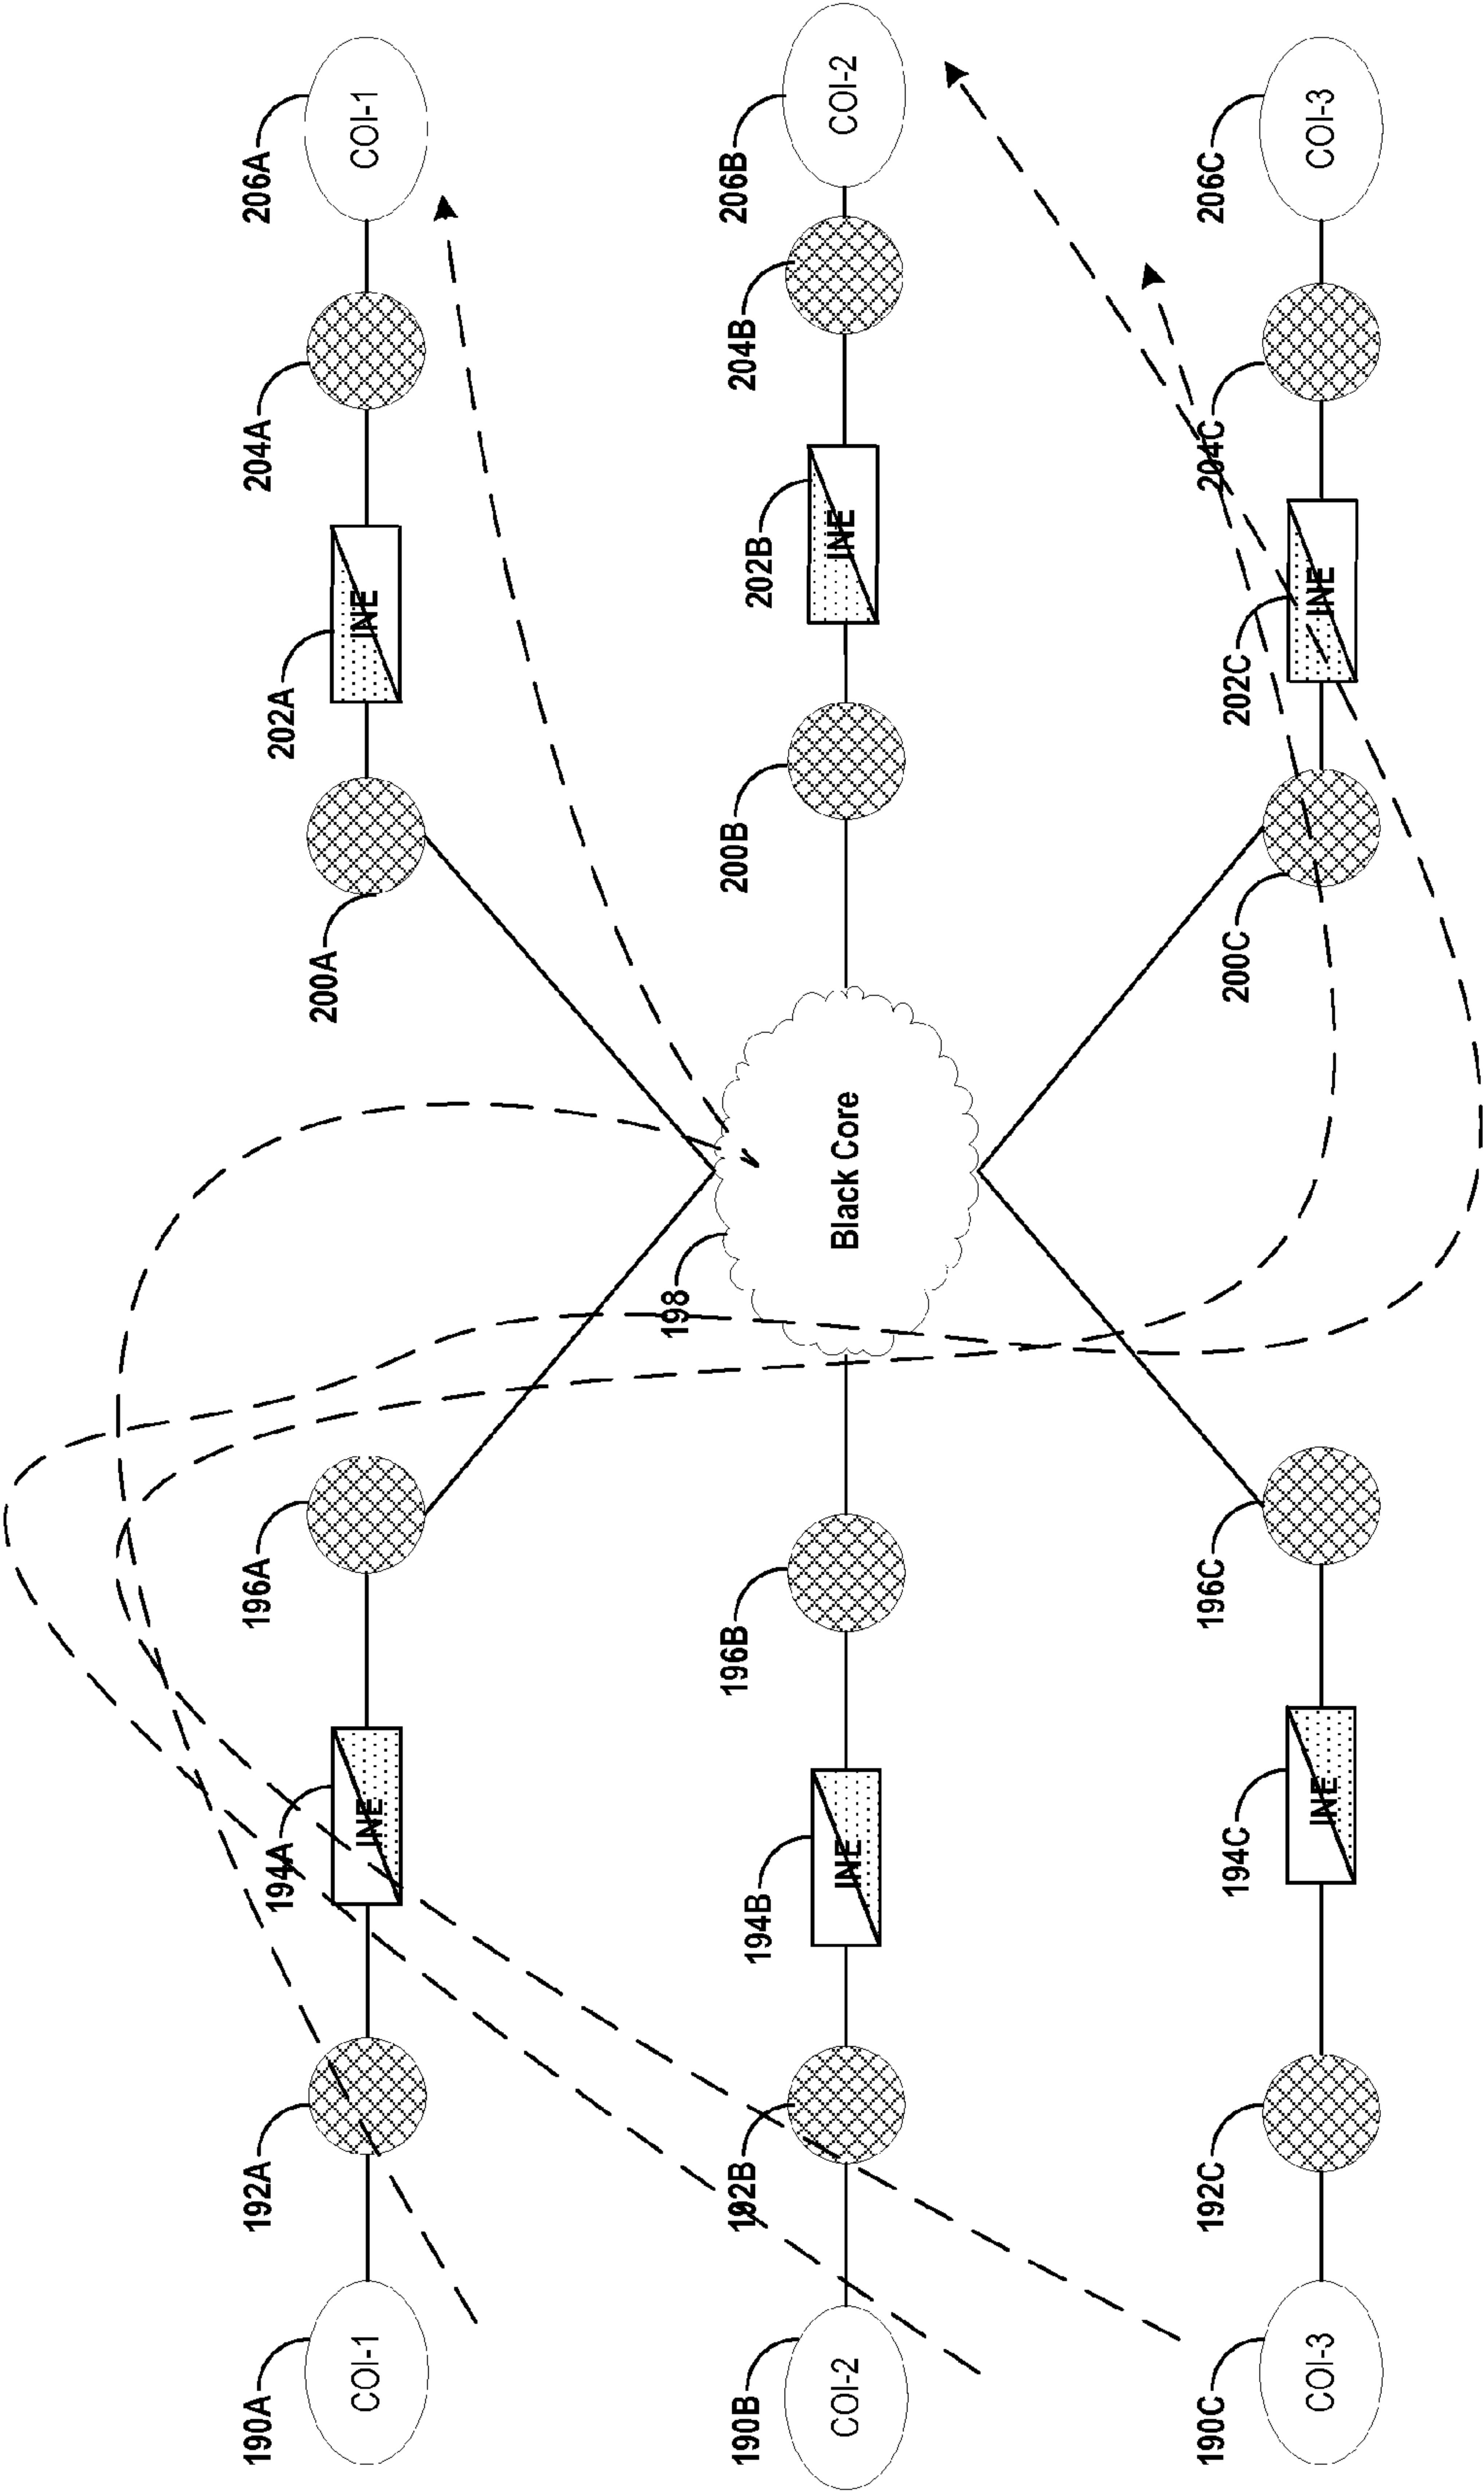 190A
COI-1
192A
194A
INE
196A
200A
202A
INE
204A
206A
COI-1
198
Black Core
190B
COI-2
192B
194B
INE
196B
200B
202B
INE
204B
206B
COI-2
190C
COI-3
192C
194C
INE
196C
200C
202C
INE
204C
206C
COI-3